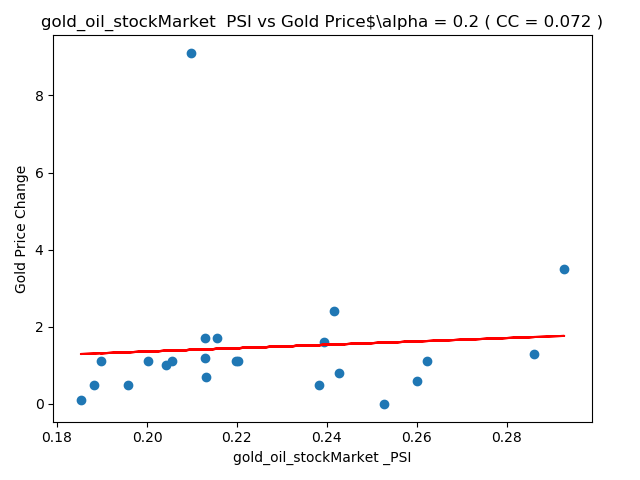 gold_oil_stockMarket  PSI vs Gold Price$\alpha = 0.2 ( CC = 0.072 )
Gold Price Change
8
6
4
2
0
0.18 0.20 0.22 0.24 0.26 0.28
gold_oil_stockMarket _PSI